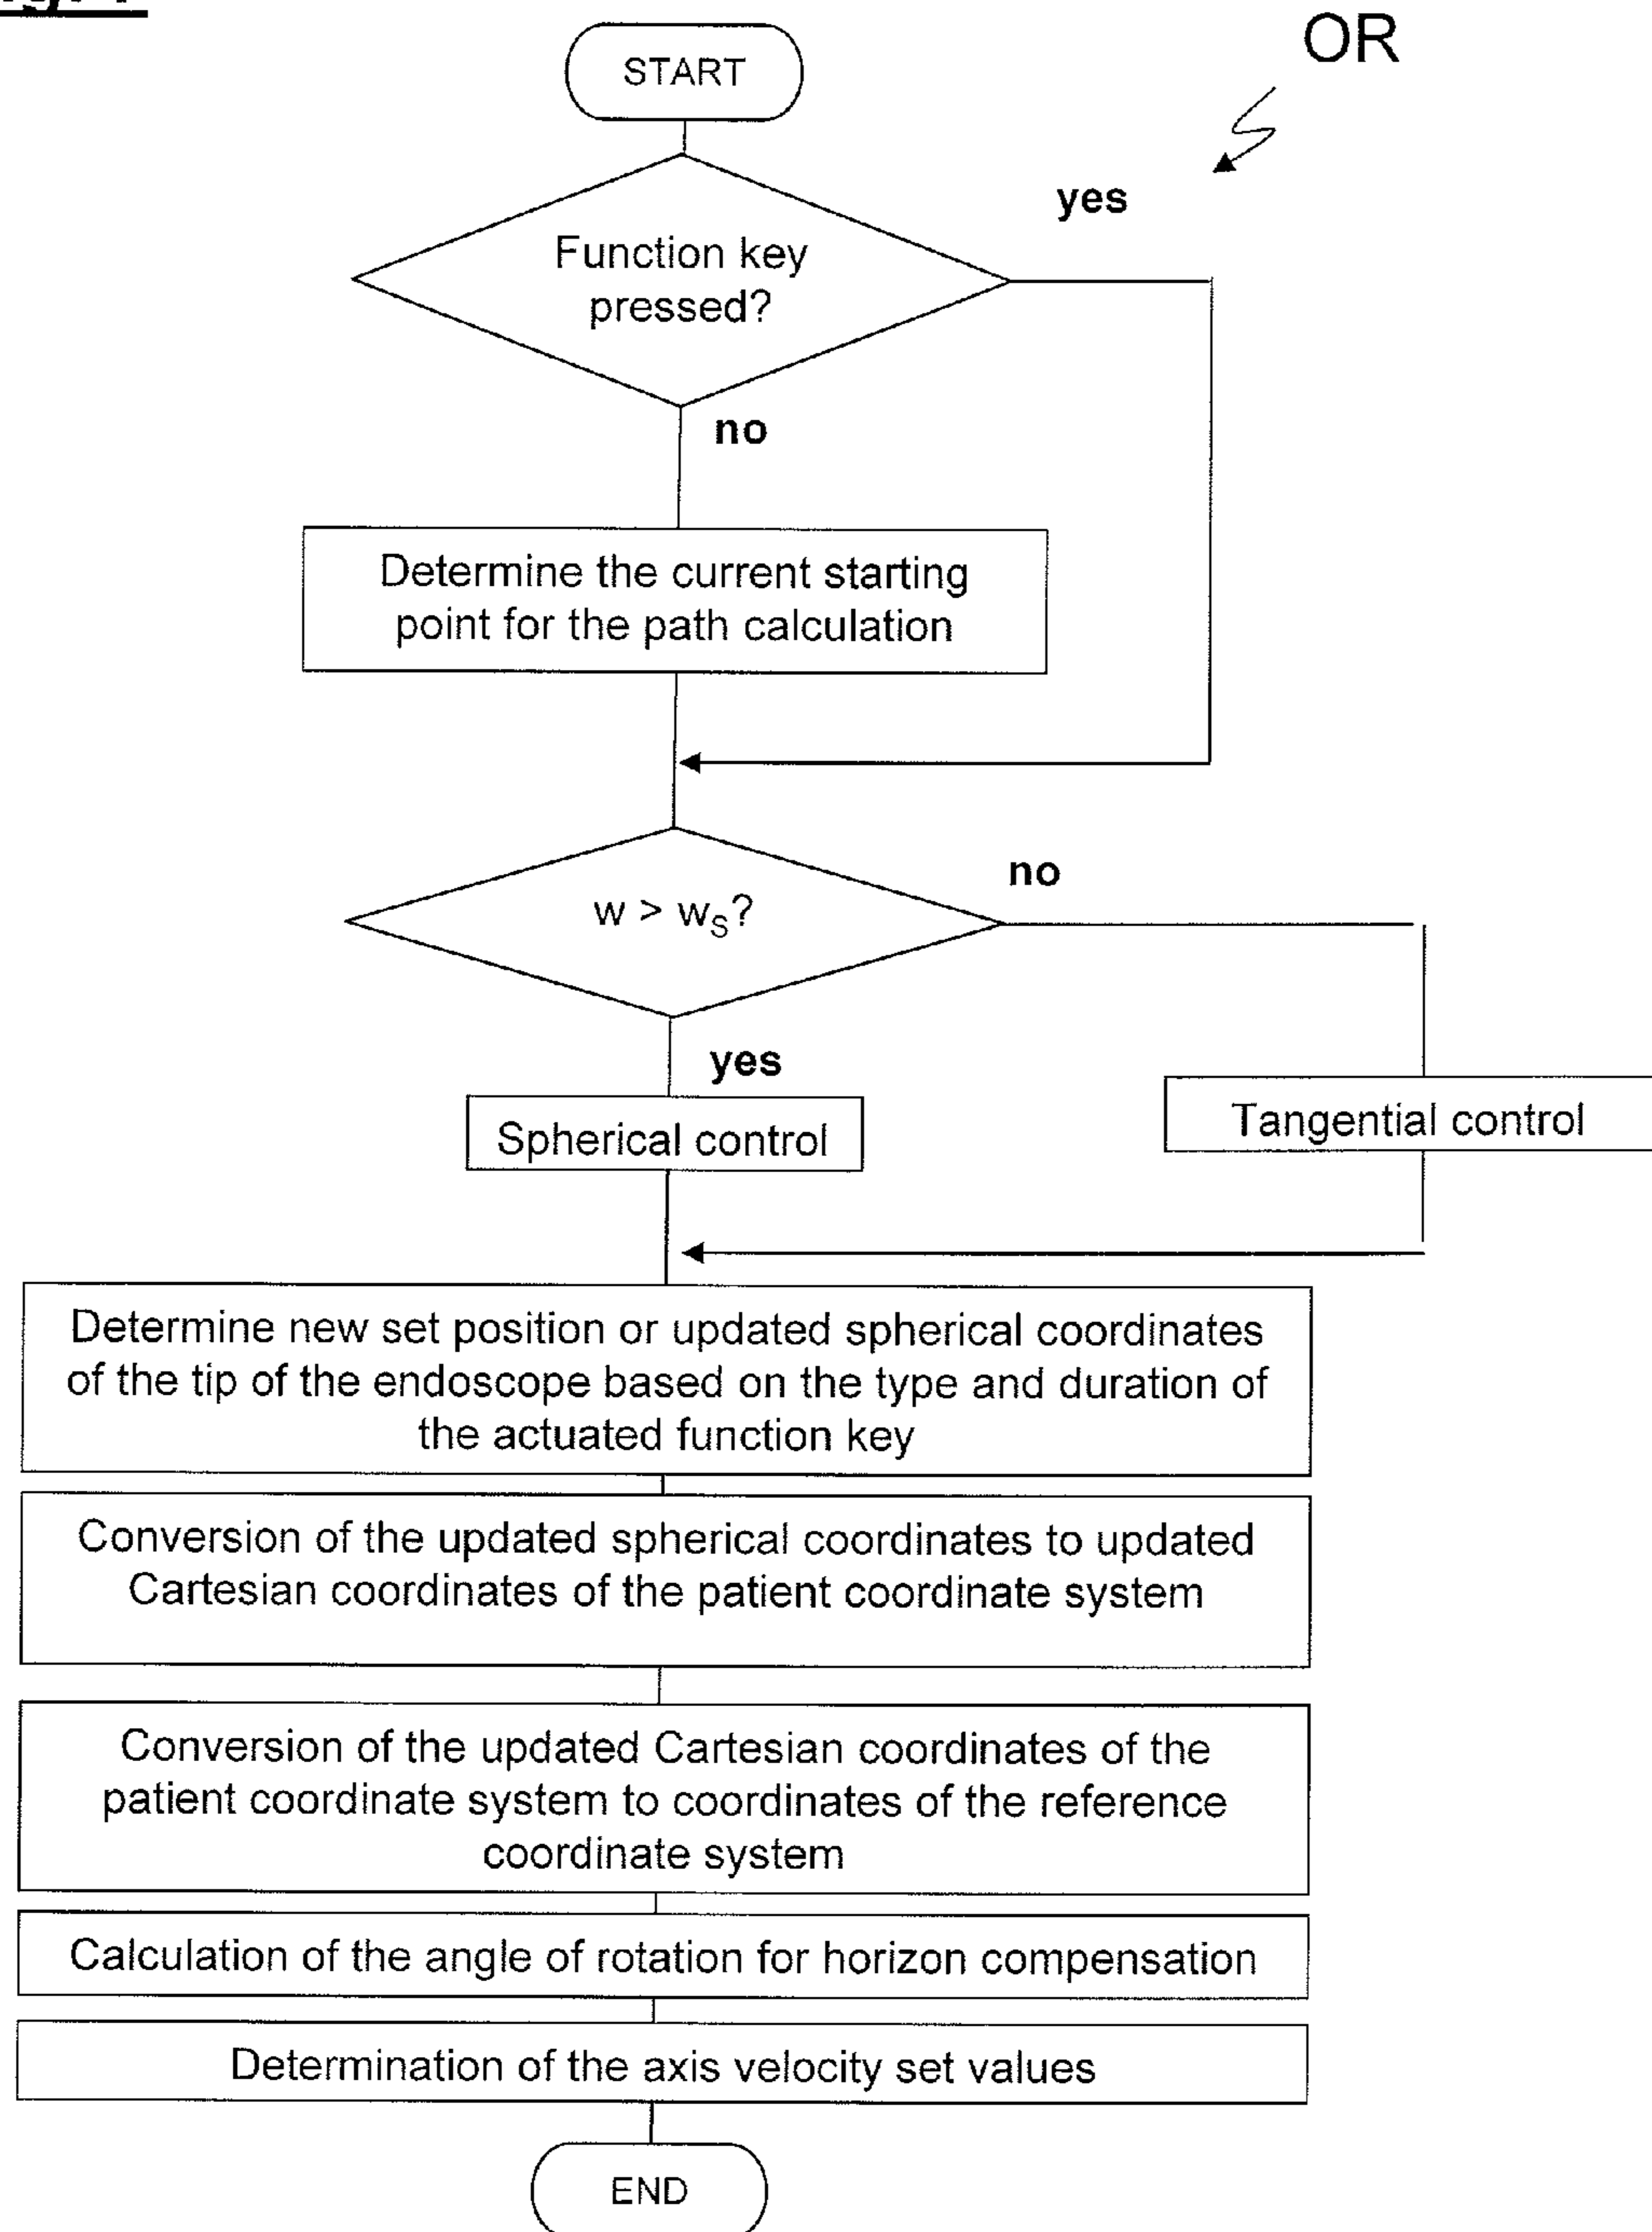 OR
START
yes
Function key
pressed?
no
Determine the current starting
point for the path calculation
no
w > wS?
yes
Spherical control
Tangential control
Determine new set position or updated spherical coordinates
of the tip of the endoscope based on the type and duration of
the actuated function key
Conversion of the updated spherical coordinates to updated
Cartesian coordinates of the patient coordinate system
Conversion of the updated Cartesian coordinates of the
patient coordinate system to coordinates of the reference
coordinate system
Calculation of the angle of rotation for horizon compensation
Determination of the axis velocity set values
END